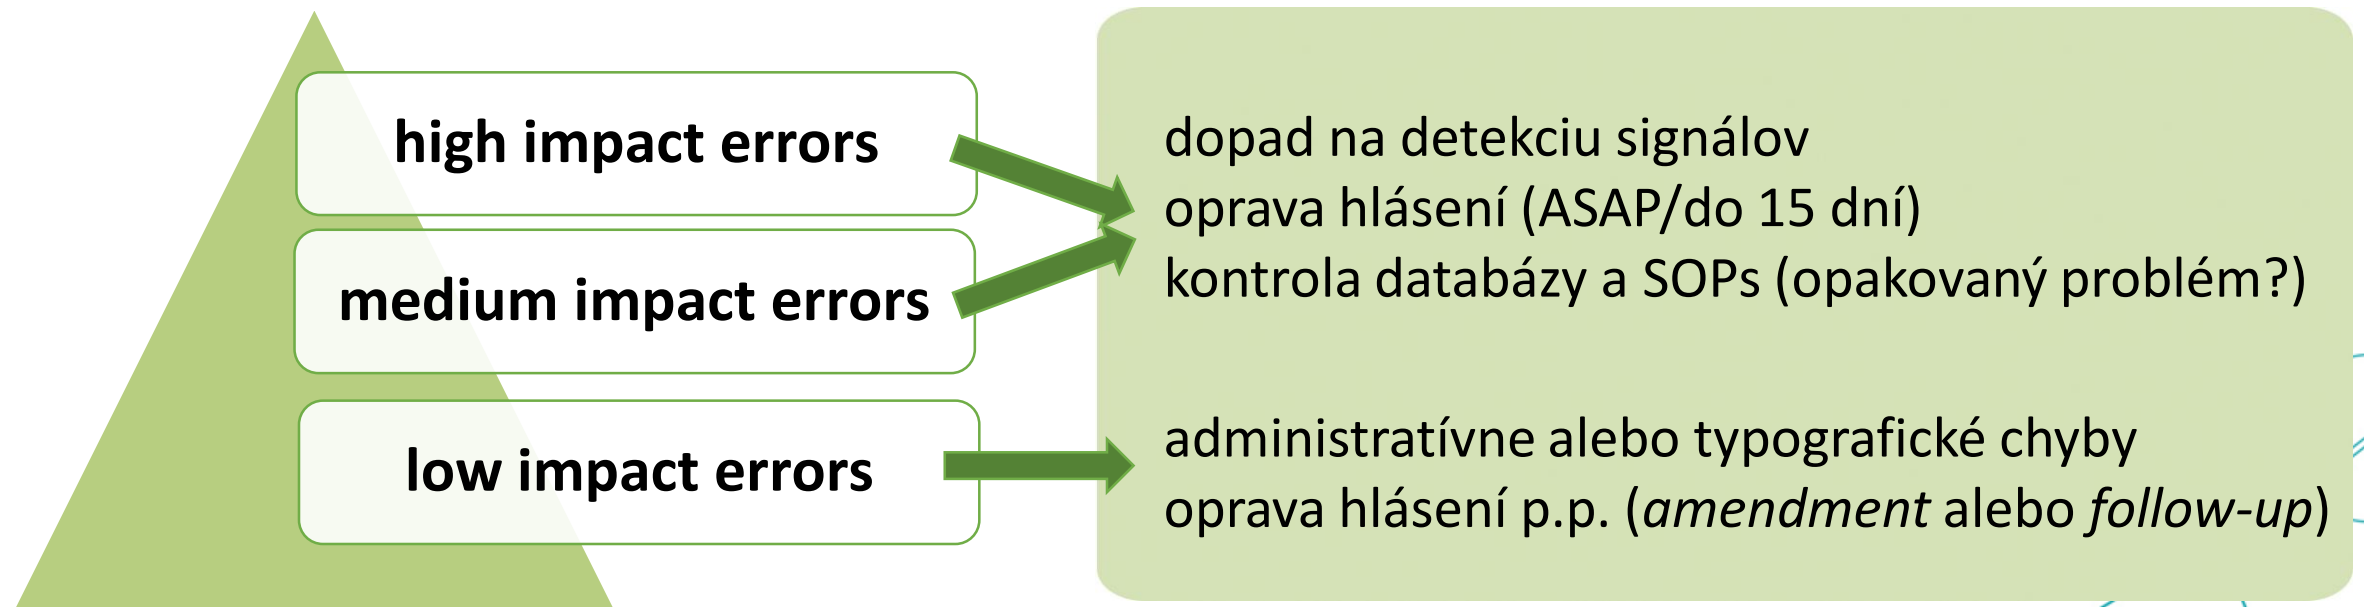 high impact errors
medium impact errors
low impact errors
dopad na detekciu signálov
oprava hlásení (ASAP/do 15 dní)
kontrola databázy a SOPs (opakovaný problém?)
administratívne alebo typografické chyby
oprava hlásení p.p. (amendment alebo follow-up)